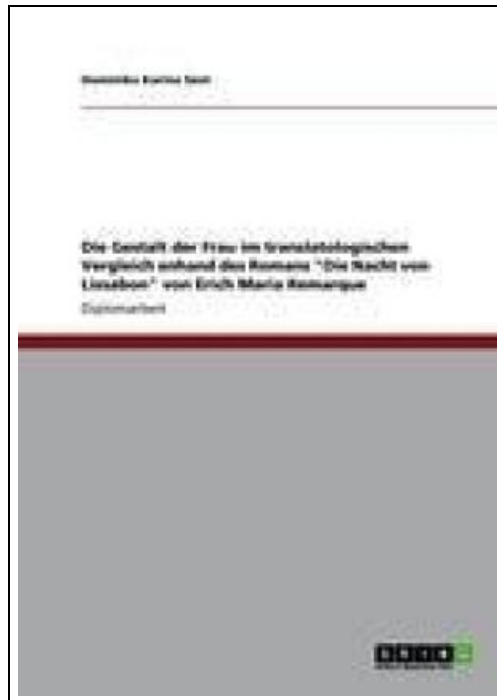 Die Gestalt der Frau im translatologischen
Vergleich anhand des Romans "Die Nacht von
Lissabon" von Erich Maria Remarque
Diplomarbeit
GRIN